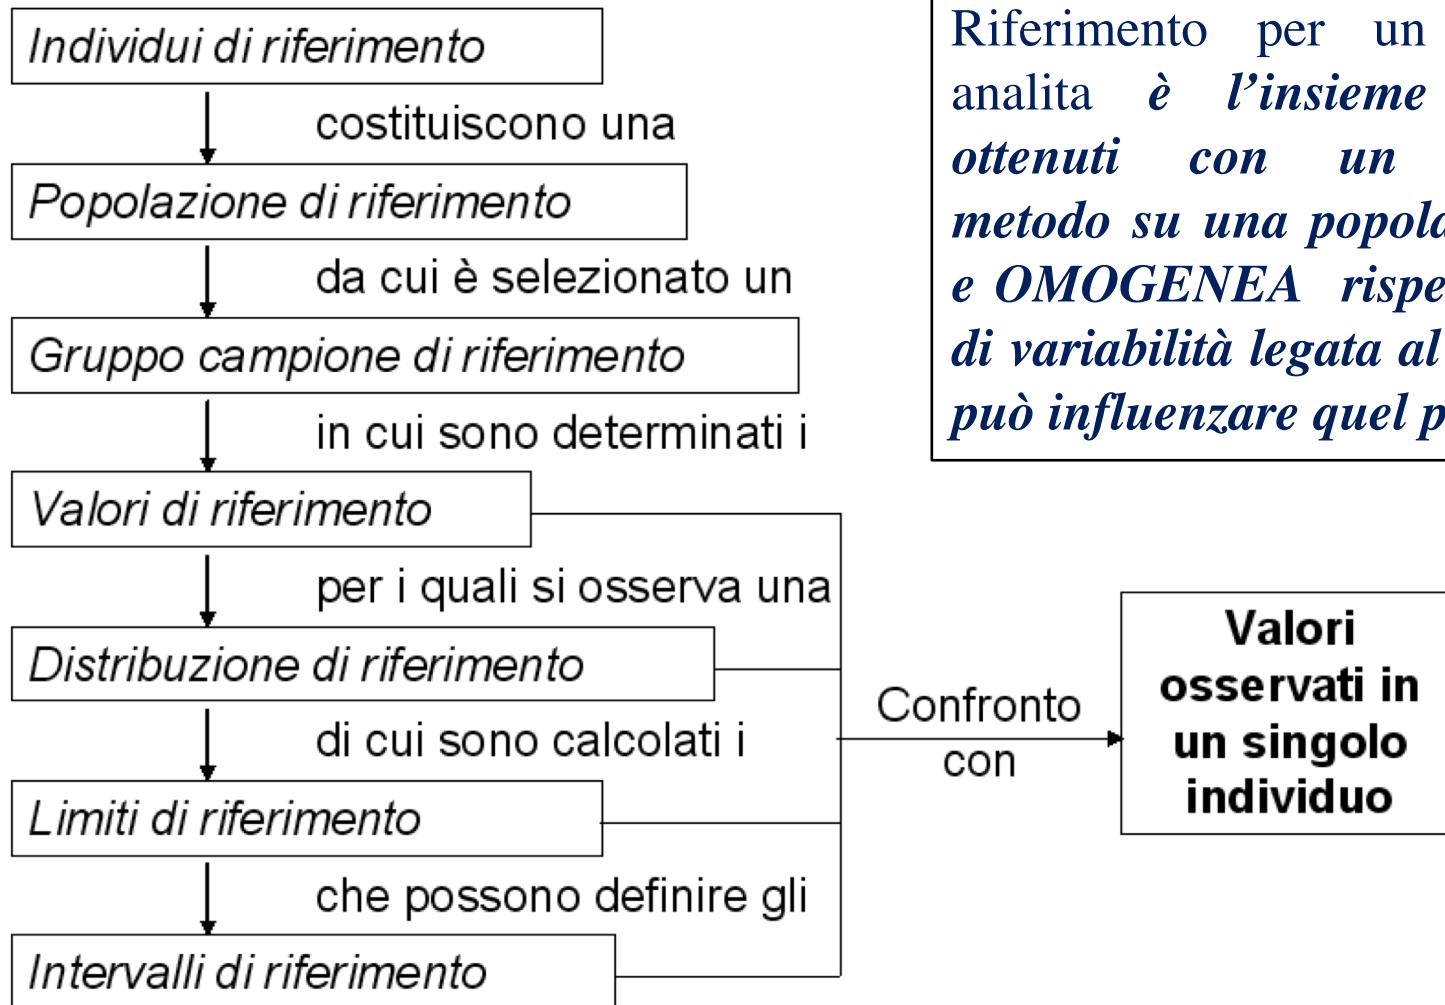 Individui di riferimento
costituiscono una
Popolazione di riferimento
da cui è selezionato un
Gruppo campione di riferimento
in cui sono determinati i
Valori di riferimento
per i quali si osserva una
Distribuzione di riferimento
di cui sono calcolati i
Limiti di riferimento
che possono definire gli
Intervalli di riferimento
Confronto
con
Valori
osservati in
un singolo
individuo
Riferimento per un
analita è l’insieme
ottenuti con un
metodo su una
e OMOGENEA
di variabilità legata al
può influenzare quel